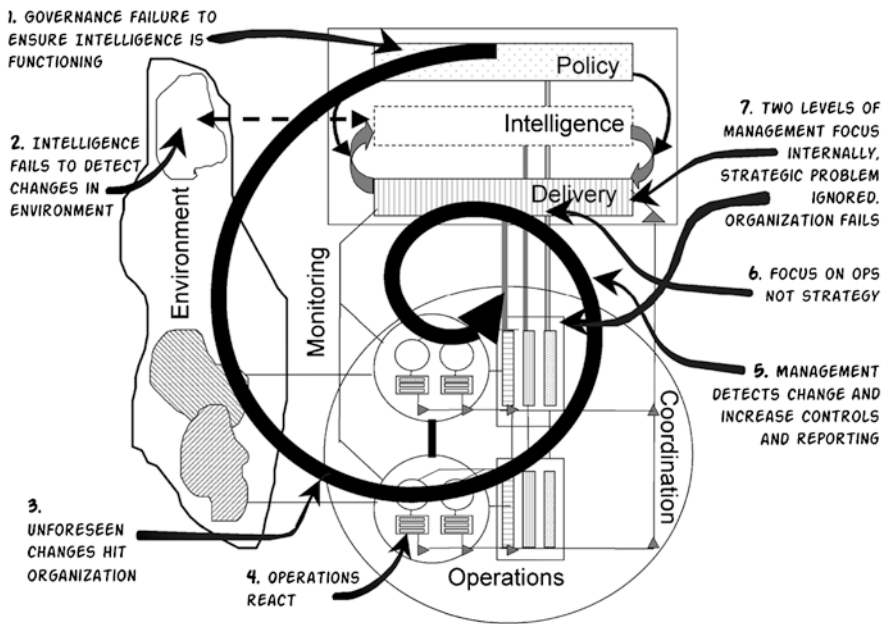 1. GOVERNANCE FAILURE TO
ENSURE INTELLIGENCE IS
FUNCTIONING
2. INTELLIGENCE
FAILS TO DETECT
CHANGES IN
ENVIRONMENT
3.
UNFORESEEN
CHANGES HIT
ORGANIZATION
4. OPERATIONS
REACT
Environment
Monitoring
Policy
Intelligence
Delivery
Operations
Coordination
7. TWO LEVELS OF
MANAGEMENT FOCUS
INTERNALLY,
STRATEGIC PROBLEM
IGNORED.
ORGANIZATION FAILS
6. FOCUS ON OPS
NOT STRATEGY
5. MANAGEMENT
DETECTS CHANGE AND
INCREASE CONTROLS
AND REPORTING